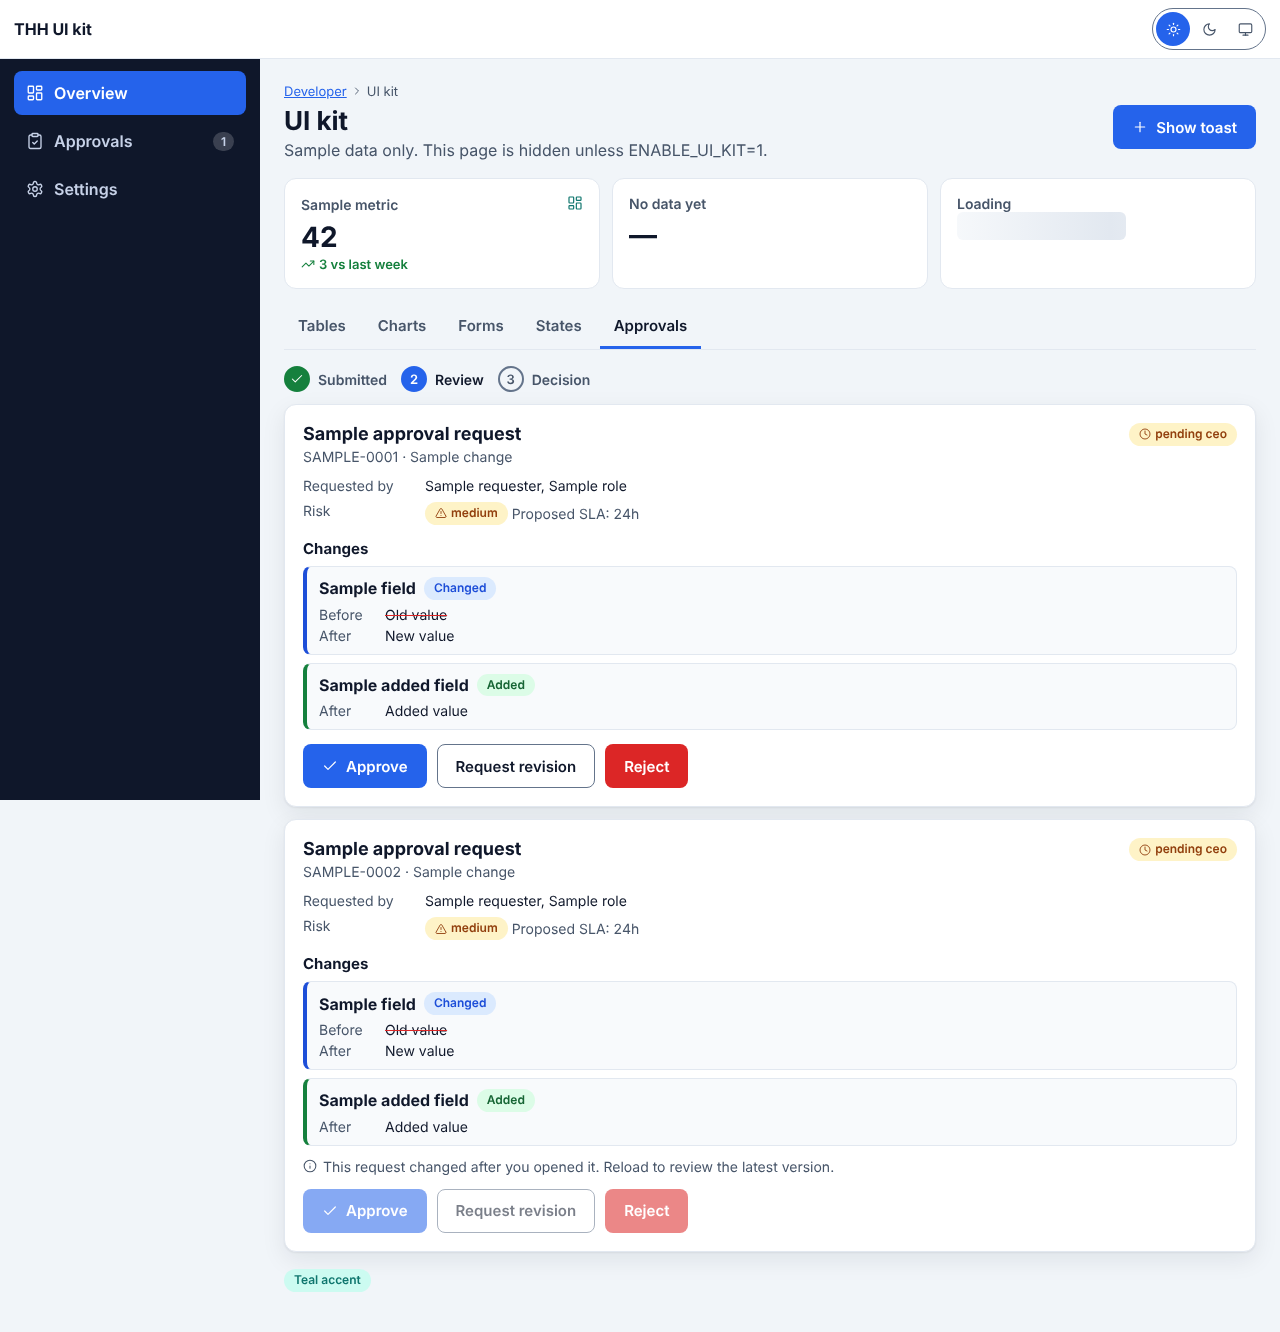 THH UI kit
Overview
Approvals 1
Settings
Developer UI kit
UI kit
Sample data only. This page is hidden unless ENABLE_UI_KIT=1.
Show toast
Sample metric
42
3 vs last week
No data yet
—
Loading
Tables Charts Forms States Approvals
Submitted 2 Review 3 Decision
Sample approval request
pending ceo
SAMPLE-0001 · Sample change
Requested by Sample requester, Sample role
Risk medium Proposed SLA: 24h
Changes
Sample field Changed
Before Old value
After New value
Sample added field Added
After Added value
Approve Request revision Reject
Sample approval request
pending ceo
SAMPLE-0002 · Sample change
Requested by Sample requester, Sample role
Risk medium Proposed SLA: 24h
Changes
Sample field Changed
Before Old value
After New value
Sample added field Added
After Added value
This request changed after you opened it. Reload to review the latest version.
Approve Request revision Reject
Teal accent